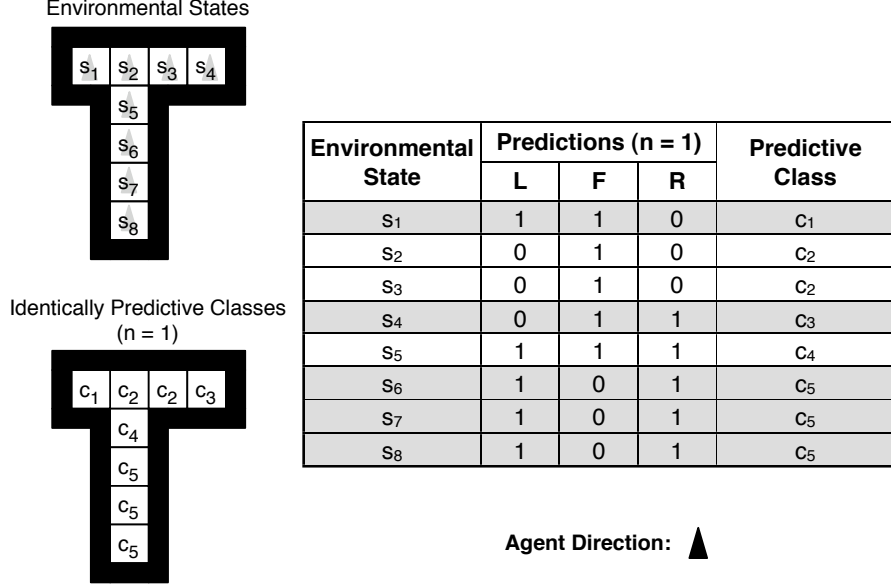 Environmental States
s1 s2 s3 s4
s5
s6
s7
s8
Identically Predictive Classes
(n = 1)
c1 c2 c2 c3
c4
c5
c5
c5
Environmental State Predictions (n = 1) Predictive Class
L F R
s1 1 1 0 c1
s2 0 1 0 c2
s3 0 1 0 c2
s4 0 1 1 c3
s5 1 1 1 c4
s6 1 0 1 c5
s7 1 0 1 c5
s8 1 0 1 c5
Agent Direction: